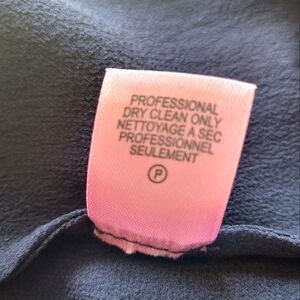 PROFESSIONAL
DRY CLEAN ONLY
NETTOYAGE A SEC
PROFESSIONNEL
SEULEMENT
P